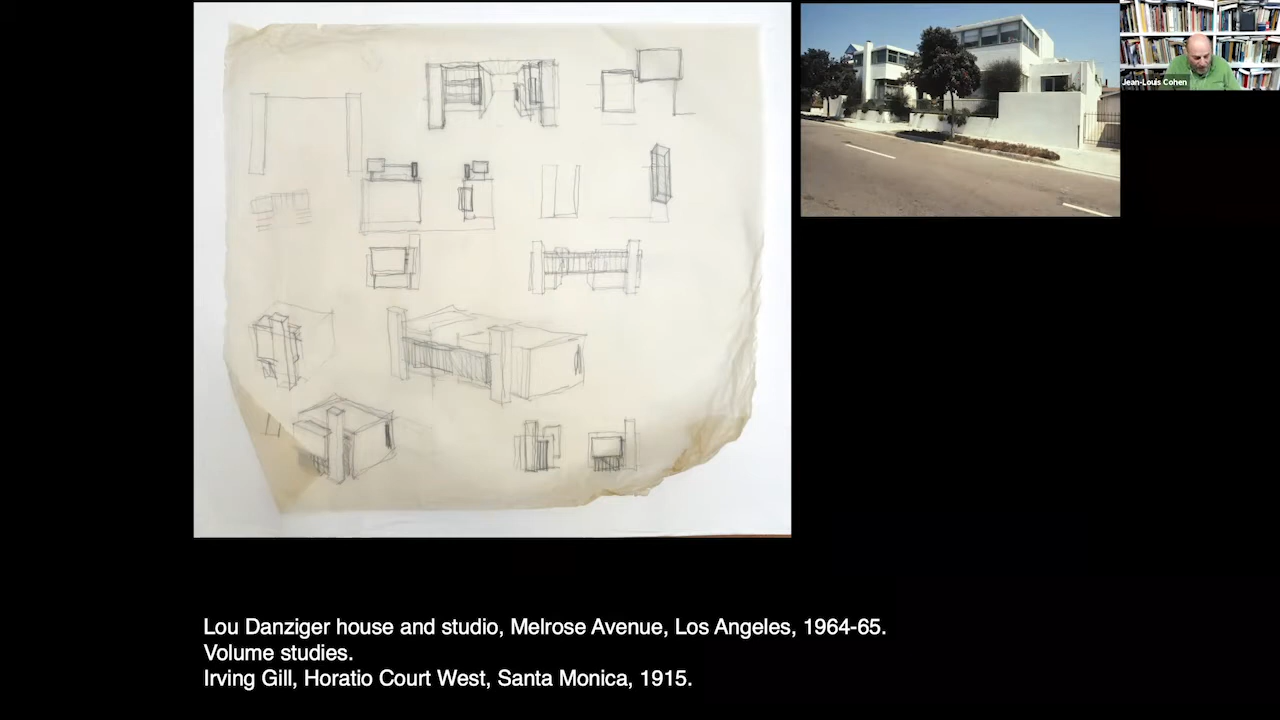 Jean-Louis Cohen
Lou Danziger house and studio, Melrose Avenue, Los Angeles, 1964-65.
Volume studies.
Irving Gill, Horatio Court West, Santa Monica, 1915.